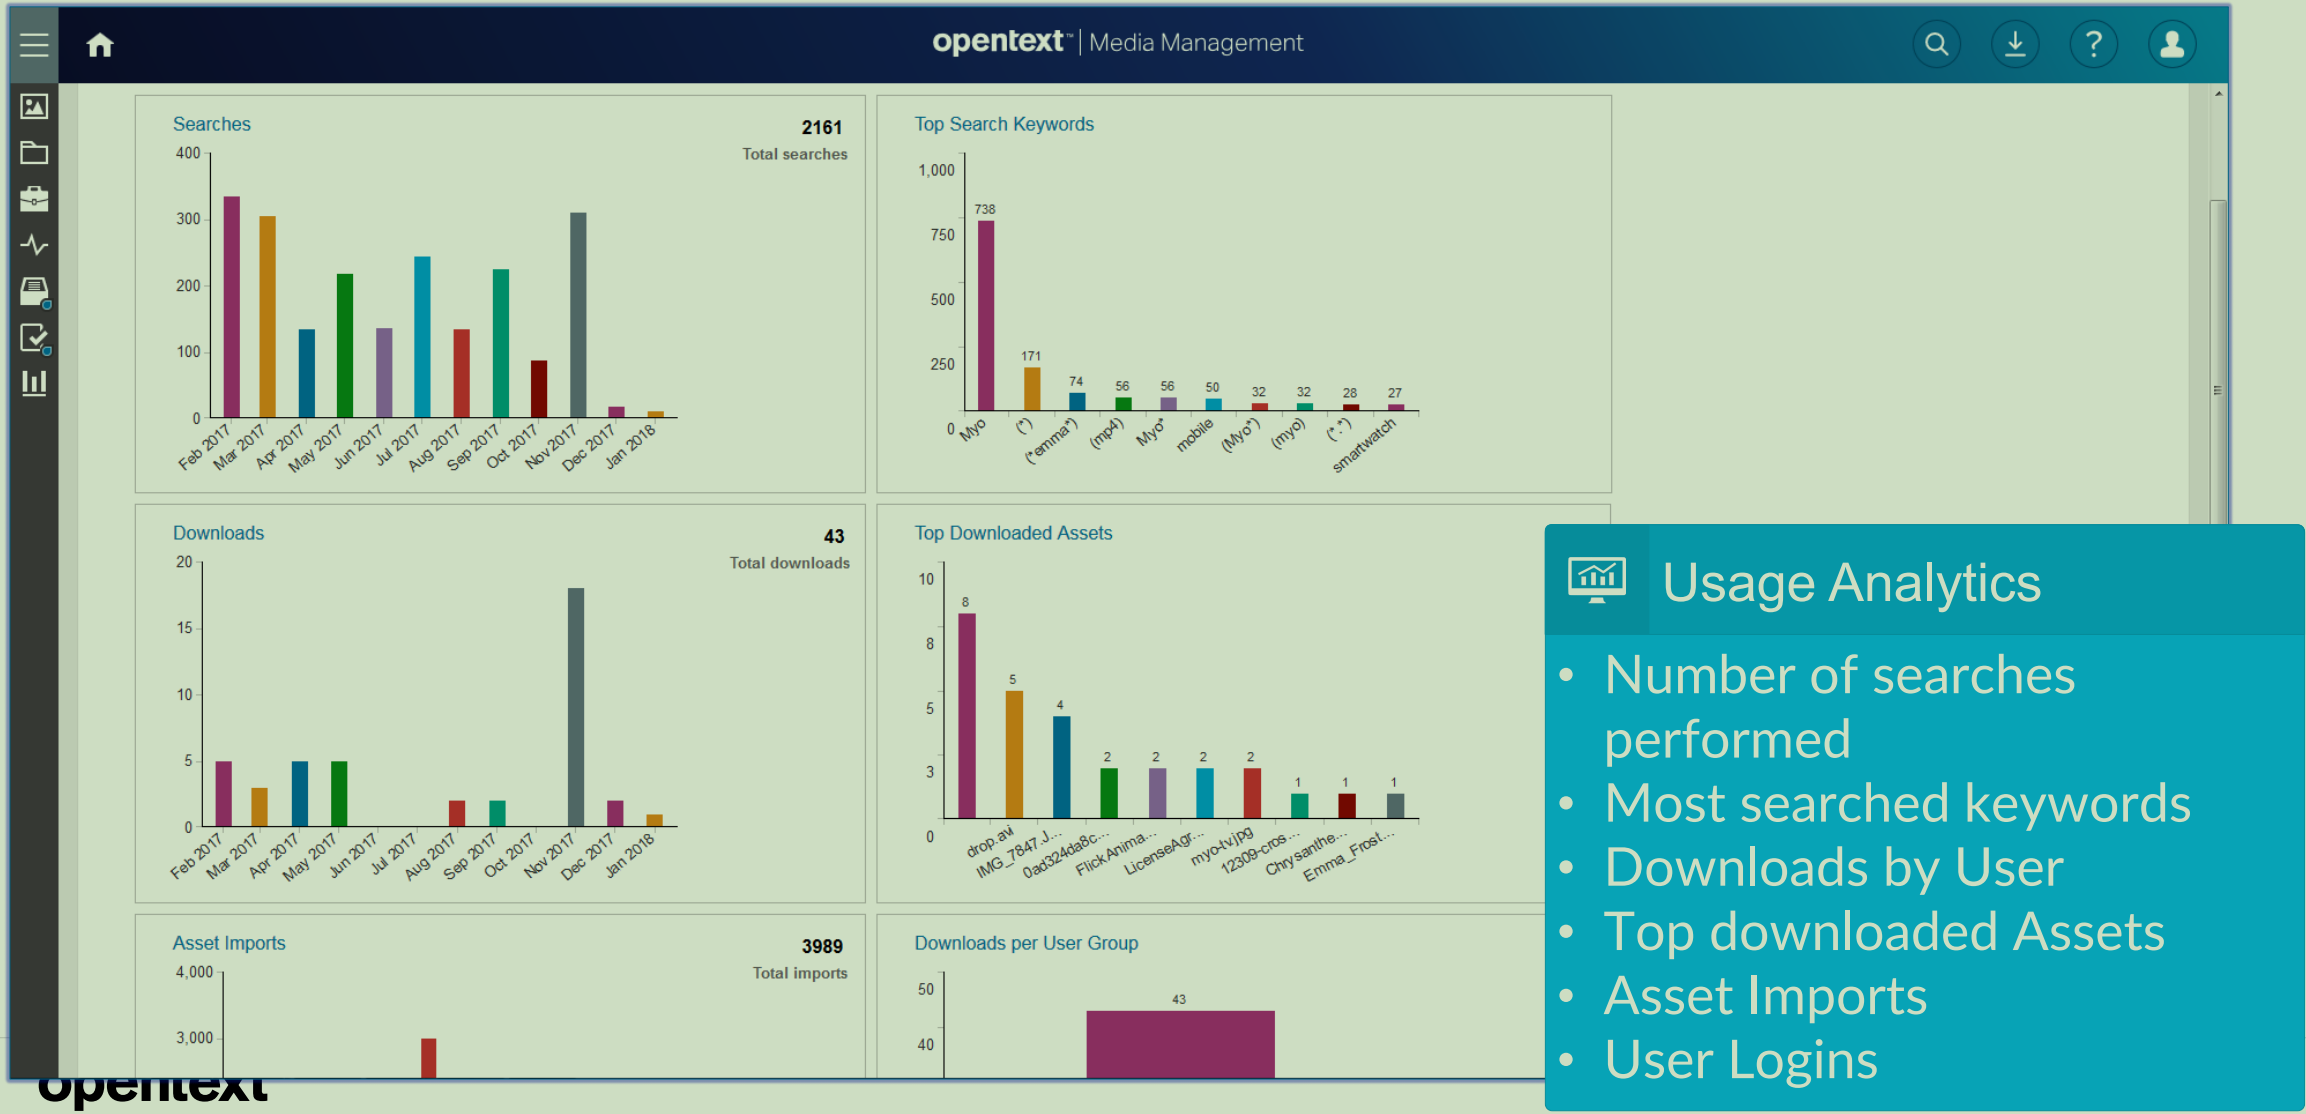 opentext™ | Media Management
Searches
2161
Total searches
400
300
200
100
0
Feb 2017
Mar 2017
Apr 2017
May 2017
Jun 2017
Jul 2017
Aug 2017
Sep 2017
Oct 2017
Nov 2017
Dec 2017
Jan 2018
Top Search Keywords
1,000
750
500
250
0
738
171
74
56
56
50
32
32
28
27
Myo
(*)
(*emma*)
(mp4)
Myo*
mobile
(Myo*)
(myo)
(*.*)
smartwatch
Downloads
43
Total downloads
20
15
10
5
0
Feb 2017
Mar 2017
Apr 2017
May 2017
Jun 2017
Jul 2017
Aug 2017
Sep 2017
Oct 2017
Nov 2017
Dec 2017
Jan 2018
Top Downloaded Assets
10
8
5
3
0
8
5
4
2
2
2
2
1
1
1
drop.avi
IMG_7847.J...
0ad324da8c...
FlickAnima...
LicenseAgr...
myo-tv.jpg
12309-cros...
Chrysanthe...
Emma_Frost...
Asset Imports
3989
Total imports
4,000
3,000
Downloads per User Group
50
40
43
Usage Analytics
• Number of searches
performed
• Most searched keywords
• Downloads by User
• Top downloaded Assets
• Asset Imports
• User Logins
opentext